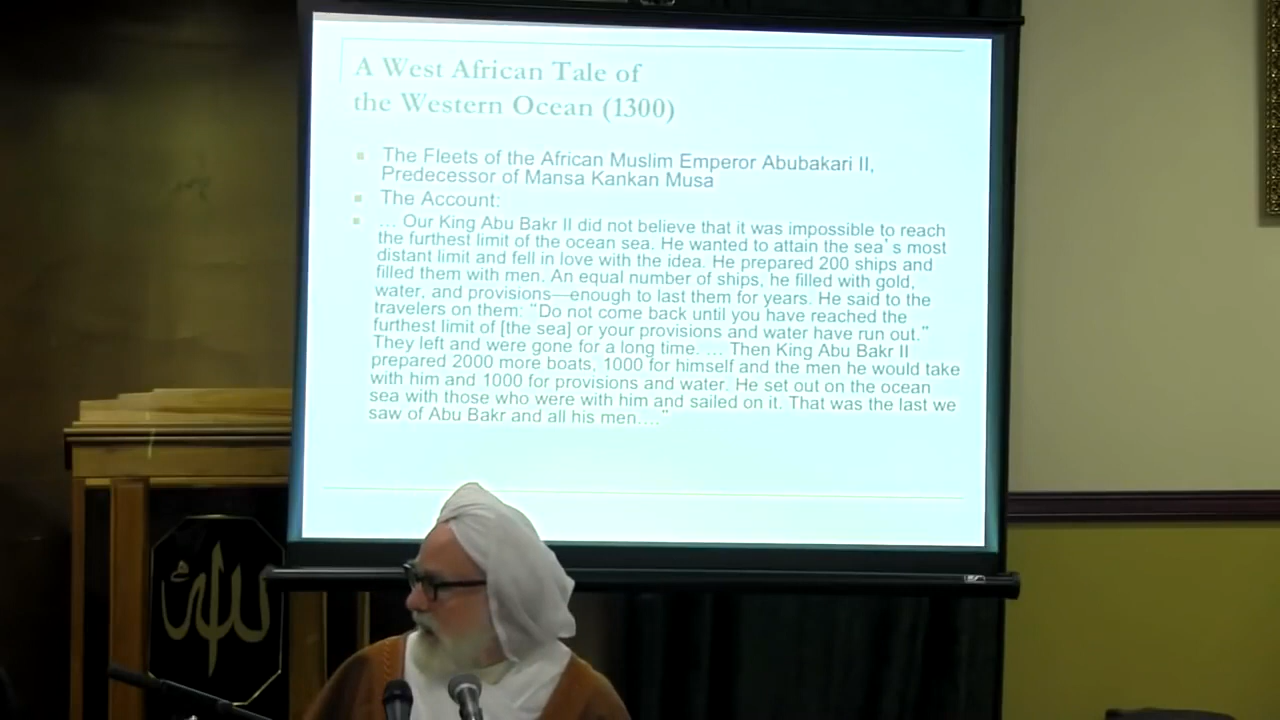 A West African Tale of
the Western Ocean (1300)
The Fleets of the African Muslim Emperor Abubakari II,
Predecessor of Mansa Kankan Musa
The Account:
… Our King Abu Bakr II did not believe that it was impossible to reach
the furthest limit of the ocean sea. He wanted to attain the sea's most
distant limit and fell in love with the idea. He prepared 200 ships and
filled them with men. An equal number of ships, he filled with gold,
water, and provisions—enough to last them for years. He said to the
travelers on them: "Do not come back until you have reached the
furthest limit of [the sea] or your provisions and water have run out."
They left and were gone for a long time. … Then King Abu Bakr II
prepared 2000 more boats, 1000 for himself and the men he would take
with him and 1000 for provisions and water. He set out on the ocean
sea with those who were with him and sailed on it. That was the last we
saw of Abu Bakr and all his men…."
الله